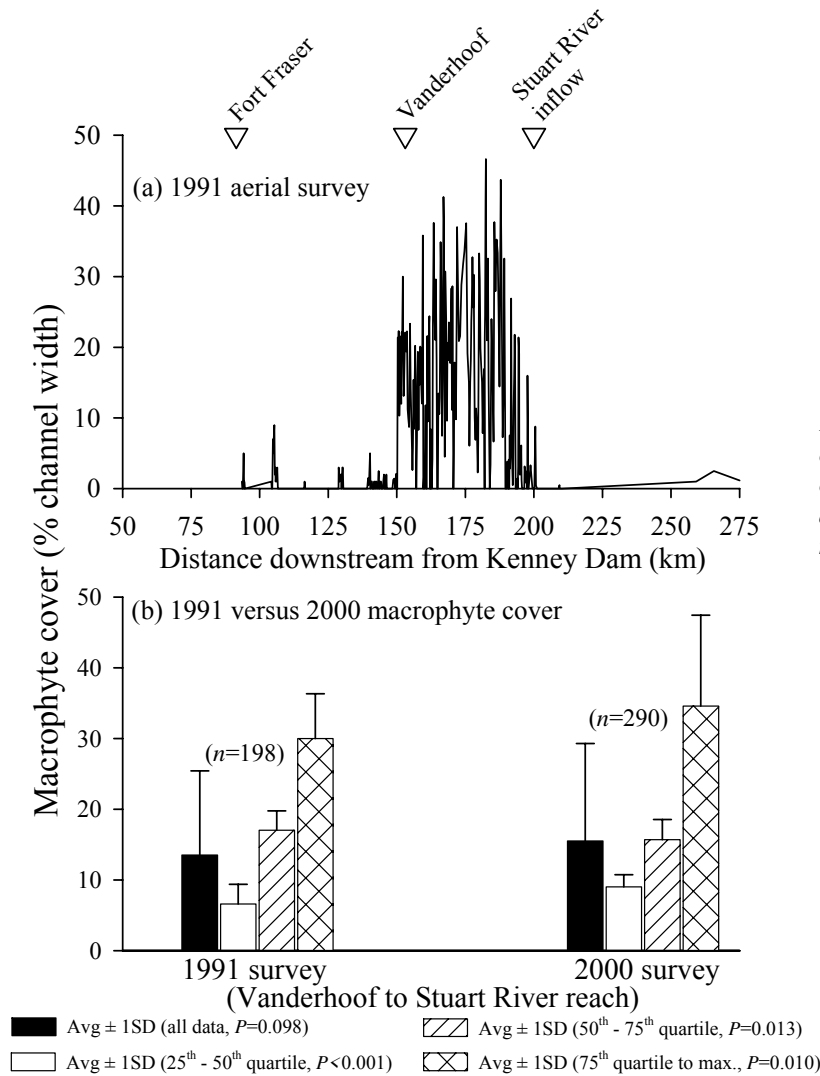 Fort Fraser
Vanderhoof
Stuart River
inflow
50
(a) 1991 aerial survey
40
30
20
10
0
50 75 100 125 150 175 200 225 250 275
Distance downstream from Kenney Dam (km)
Macrophyte cover (% channel width)
50
(b) 1991 versus 2000 macrophyte cover
40
(n=290)
30
(n=198)
20
10
0
1991 survey 2000 survey
(Vanderhoof to Stuart River reach)
Avg ± 1SD (all data, P=0.098)
Avg ± 1SD (50th - 75th quartile, P=0.013)
Avg ± 1SD (25th - 50th quartile, P<0.001)
Avg ± 1SD (75th quartile to max., P=0.010)